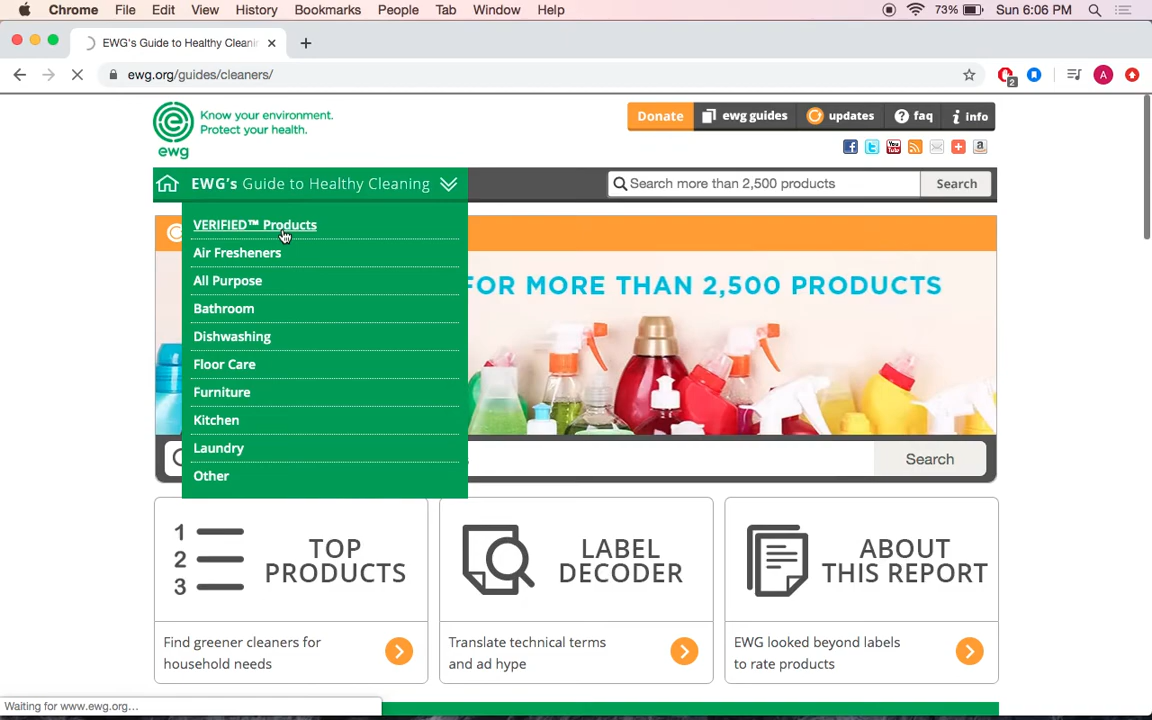 Chrome File Edit View History Bookmarks People Tab Window Help 73% Sun 6:06 PM
EWG's Guide to Healthy Cleanin
ewg.org/guides/cleaners/ 2 A
Know your environment.
Protect your health.
ewg
Donate ewg guides updates faq info
EWG's Guide to Healthy Cleaning Search more than 2,500 products Search
VERIFIED™ Products
Air Fresheners
All Purpose
Bathroom
Dishwashing
Floor Care
Furniture
Kitchen
Laundry
Other
FOR MORE THAN 2,500 PRODUCTS
Search
1
2
3
TOP
PRODUCTS
Find greener cleaners for
household needs
LABEL
DECODER
Translate technical terms
and ad hype
ABOUT
THIS REPORT
EWG looked beyond labels
to rate products
Waiting for www.ewg.org...